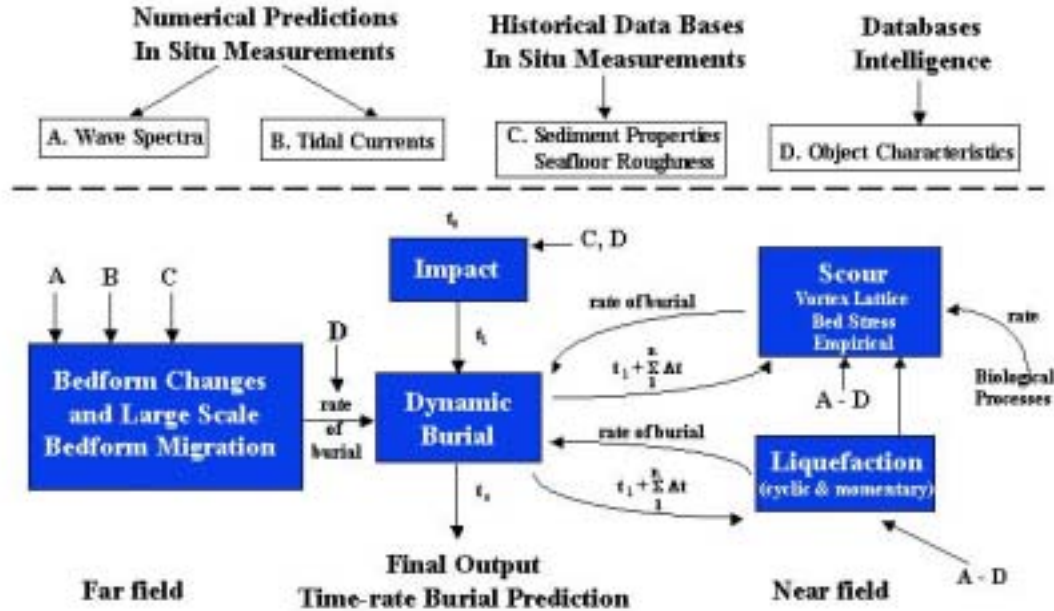 Numerical Predictions
In Situ Measurements
Historical Data Bases
In Situ Measurements
Databases
Intelligence
A. Wave Spectra
B. Tidal Currents
C. Sediment Properties
Seafloor Roughness
D. Object Characteristics
C, D
Impact
A B C
Scour
Vortex Lattice
Bed Stress
Empirical
rate of burial
rate
D
t₁
Bedform Changes
and Large Scale
Bedform Migration
rate
of
burial
Dynamic
Burial
A - D
Biological
Processes
rate of burial
Liquefaction
(cyclic & momentary)
A - D
Final Output
Time-rate Burial Prediction
Far field
Near field